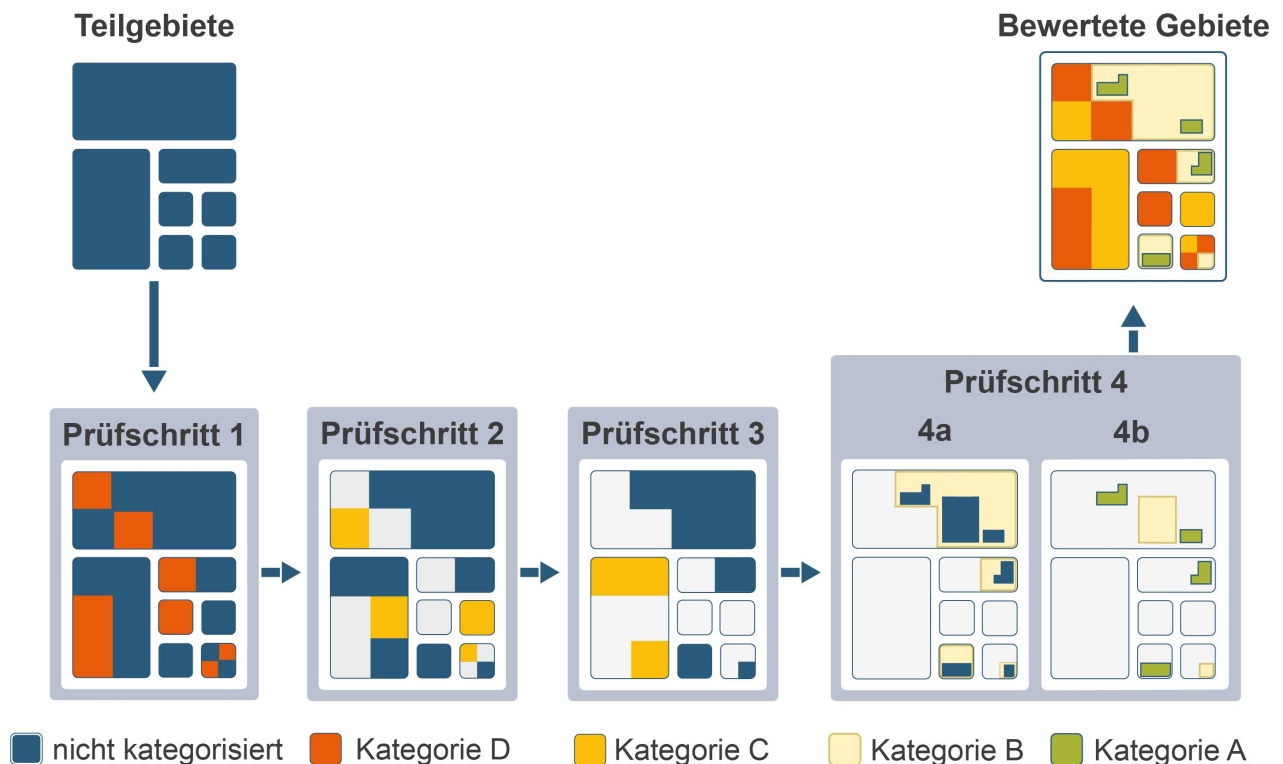 Teilgebiete
Bewertete Gebiete
Prüfschritt 1
Prüfschritt 2
Prüfschritt 3
Prüfschritt 4
4a
4b
nicht kategorisiert
Kategorie D
Kategorie C
Kategorie B
Kategorie A